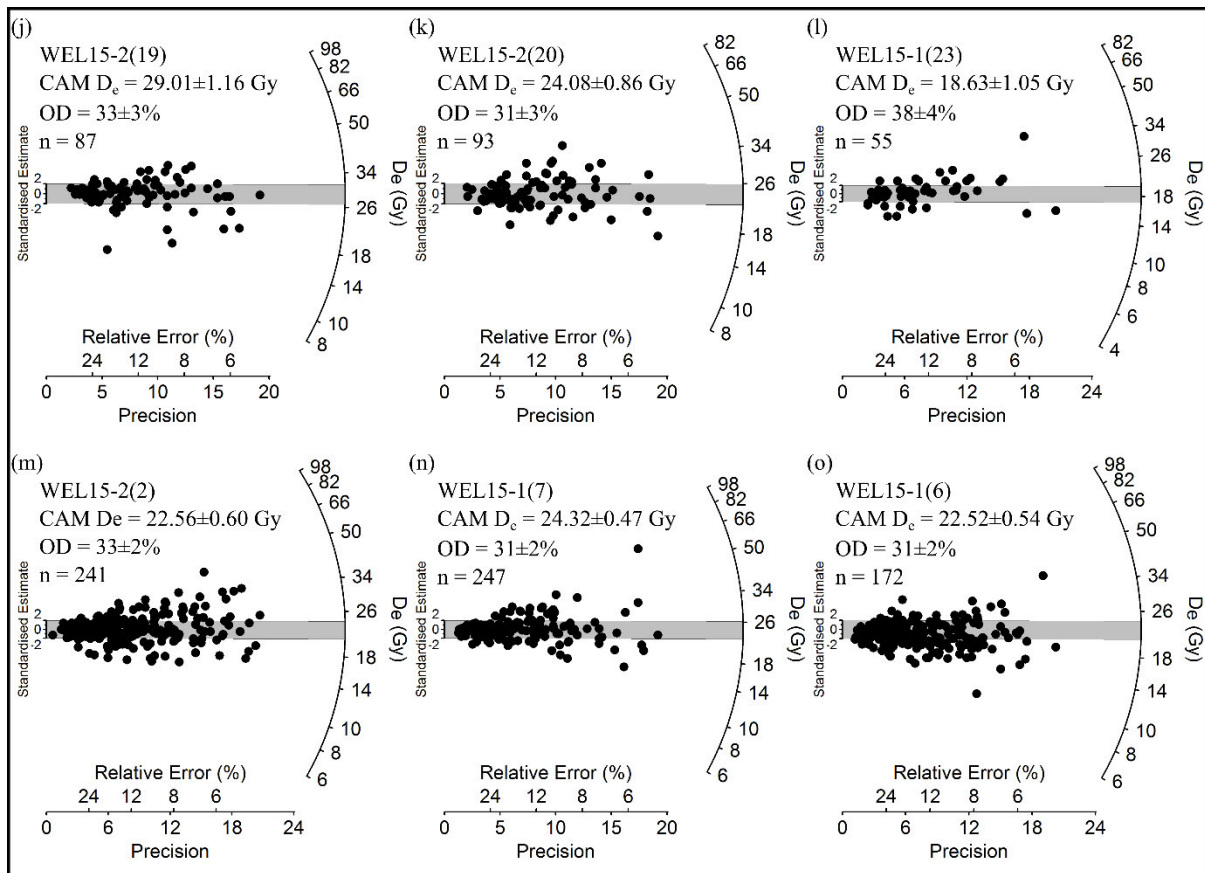 (j)
WEL15-2(19)
CAM De = 29.01±1.16 Gy
OD = 33±3%
n = 87
Standardised Estimate
2
0
-2
98
82
66
50
34
26
18
14
10
8
De (Gy)
Relative Error (%)
24 12 8 6
0 5 10 15 20
Precision
(k)
WEL15-2(20)
CAM De = 24.08±0.86 Gy
OD = 31±3%
n = 93
Standardised Estimate
2
0
-2
82
66
50
34
26
18
14
10
8
De (Gy)
Relative Error (%)
24 12 8 6
0 5 10 15 20
Precision
(l)
WEL15-1(23)
CAM De = 18.63±1.05 Gy
OD = 38±4%
n = 55
Standardised Estimate
2
0
-2
82
66
50
34
26
18
14
10
8
6
4
De (Gy)
Relative Error (%)
24 12 8 6
0 6 12 18 24
Precision
(m)
WEL15-2(2)
CAM De = 22.56±0.60 Gy
OD = 33±2%
n = 241
Standardised Estimate
2
0
-2
98
82
66
50
34
26
18
14
10
8
6
De (Gy)
Relative Error (%)
24 12 8 6
0 6 12 18 24
Precision
(n)
WEL15-1(7)
CAM De = 24.32±0.47 Gy
OD = 31±2%
n = 247
Standardised Estimate
2
0
-2
98
82
66
50
34
26
18
14
10
8
6
De (Gy)
Relative Error (%)
24 12 8 6
0 5 10 15 20
Precision
(o)
WEL15-1(6)
CAM De = 22.52±0.54 Gy
OD = 31±2%
n = 172
Standardised Estimate
2
0
-2
98
82
66
50
34
26
18
14
10
8
6
De (Gy)
Relative Error (%)
24 12 8 6
0 6 12 18 24
Precision